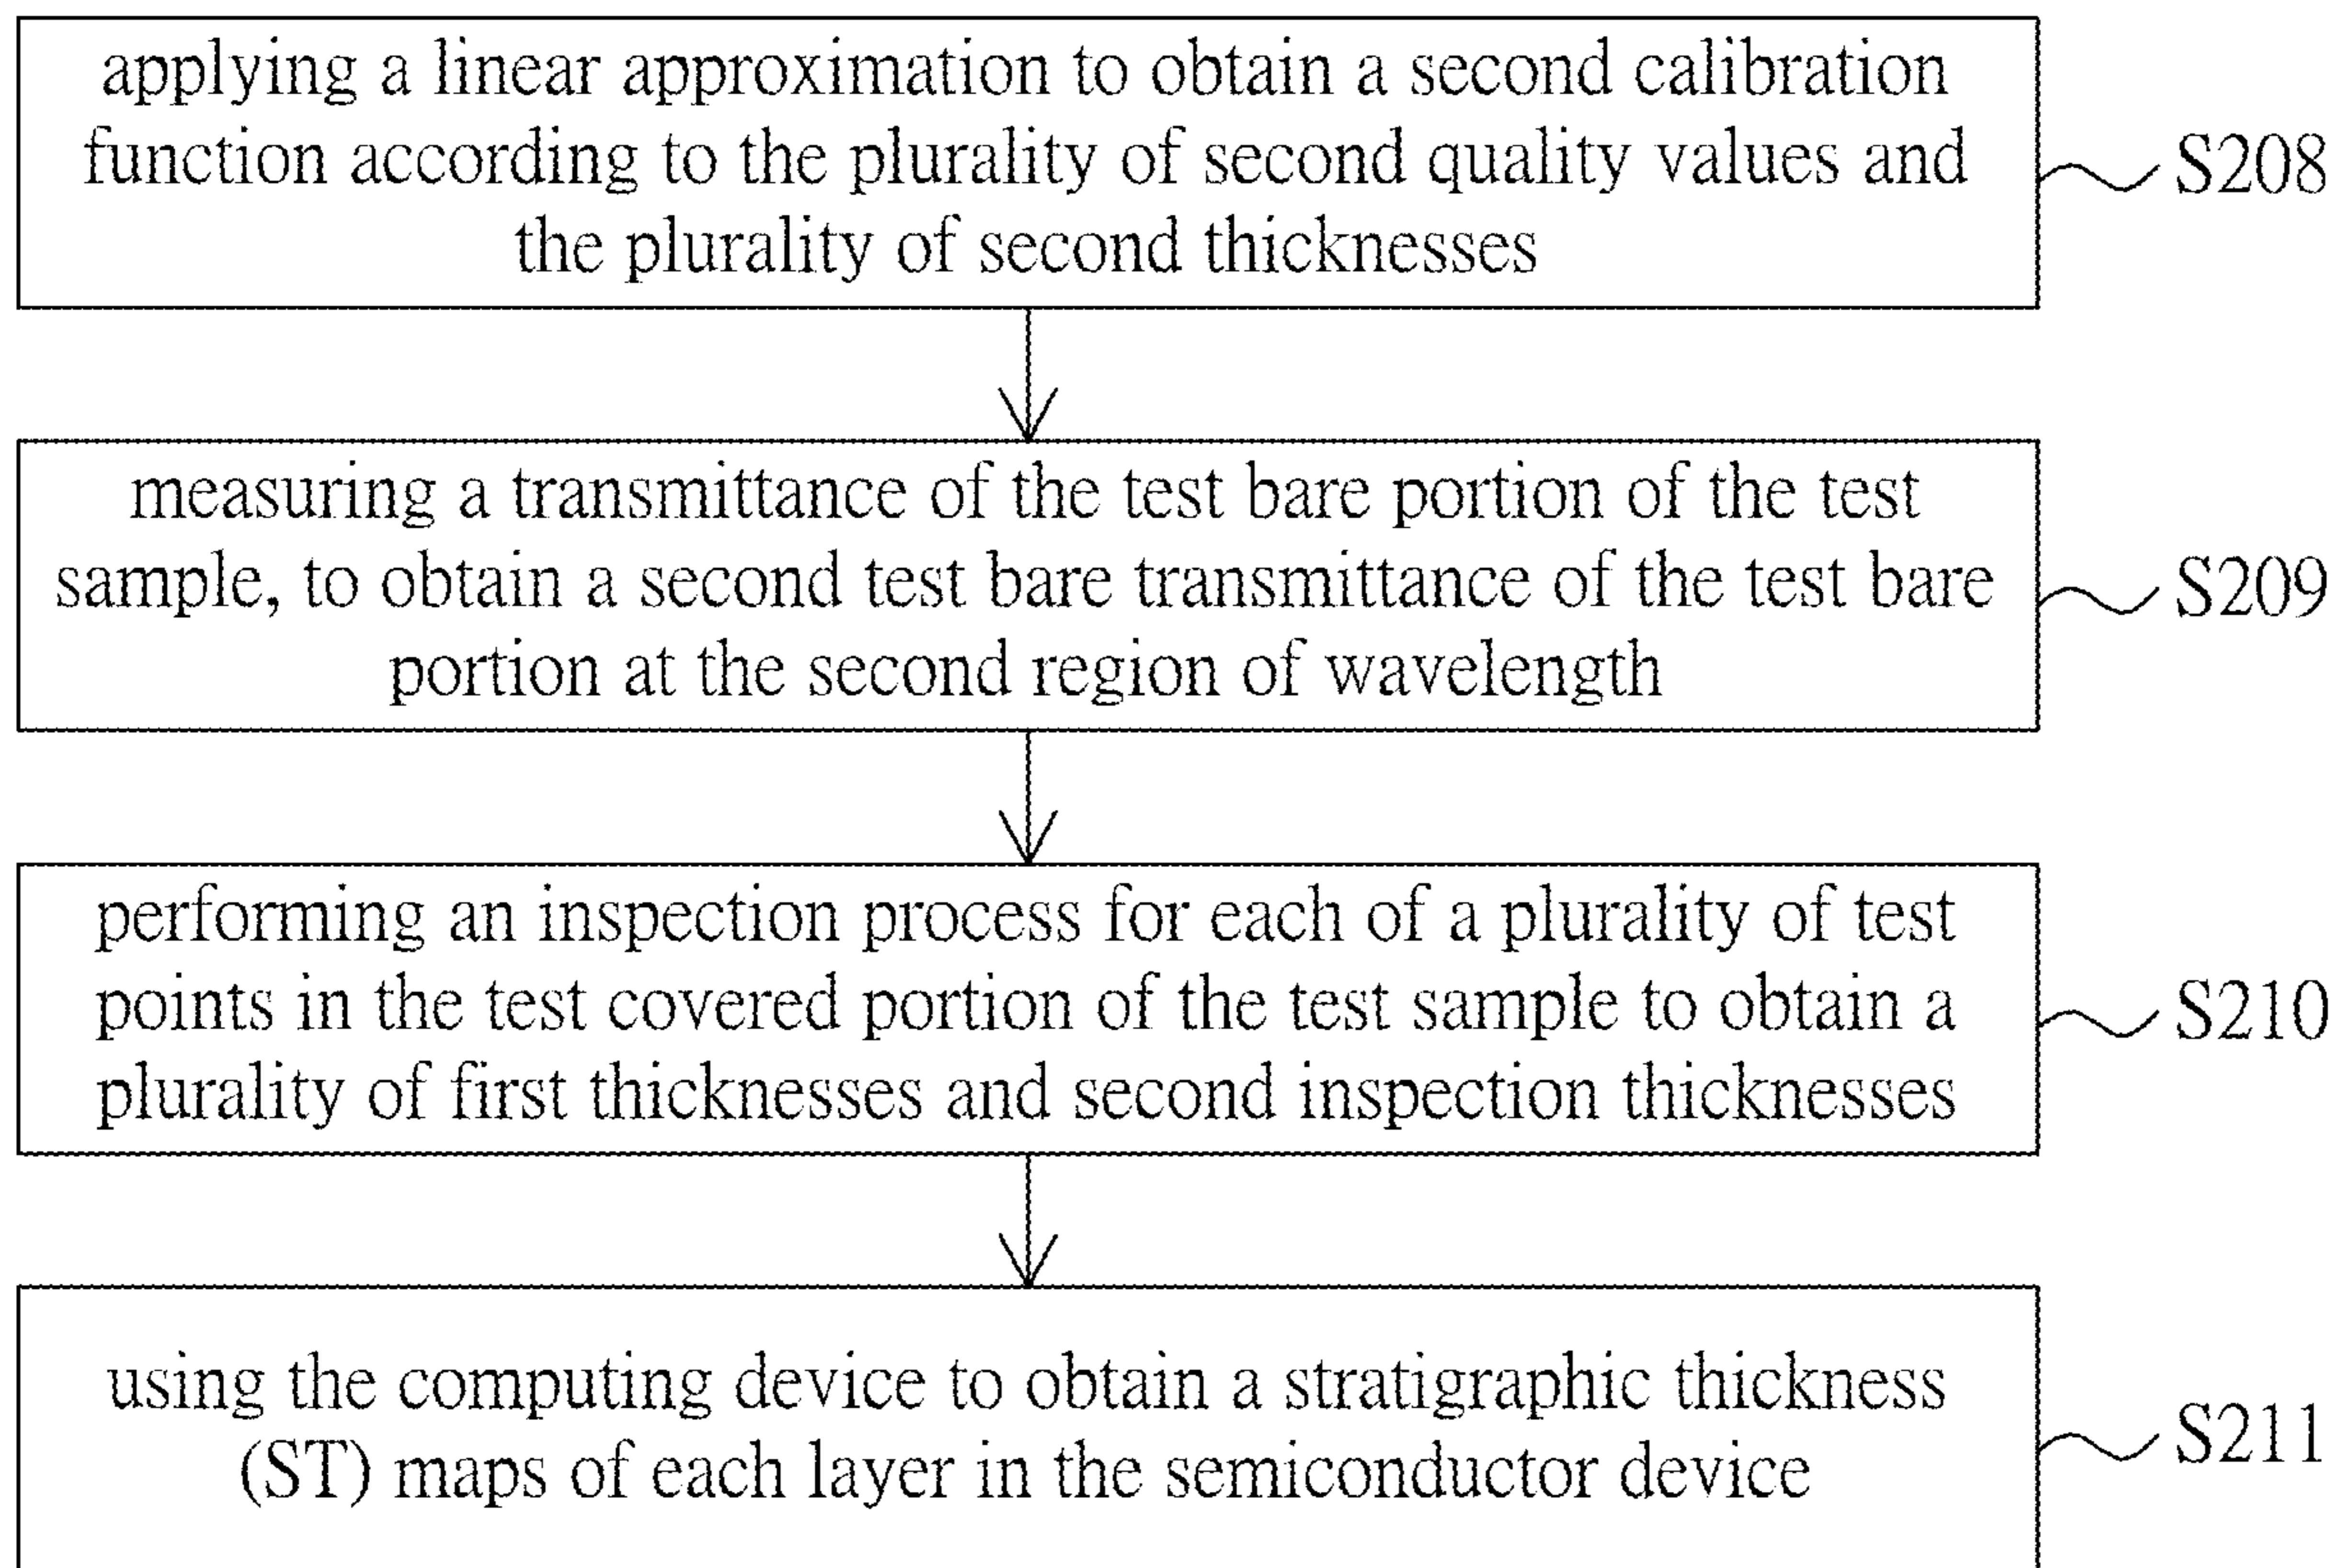 applying a linear approximation to obtain a second calibration
function according to the plurality of second quality values and
the plurality of second thicknesses
S208
measuring a transmittance of the test bare portion of the test
sample, to obtain a second test bare transmittance of the test bare
portion at the second region of wavelength
S209
performing an inspection process for each of a plurality of test
points in the test covered portion of the test sample to obtain a
plurality of first thicknesses and second inspection thicknesses
S210
using the computing device to obtain a stratigraphic thickness
(ST) maps of each layer in the semiconductor device
S211